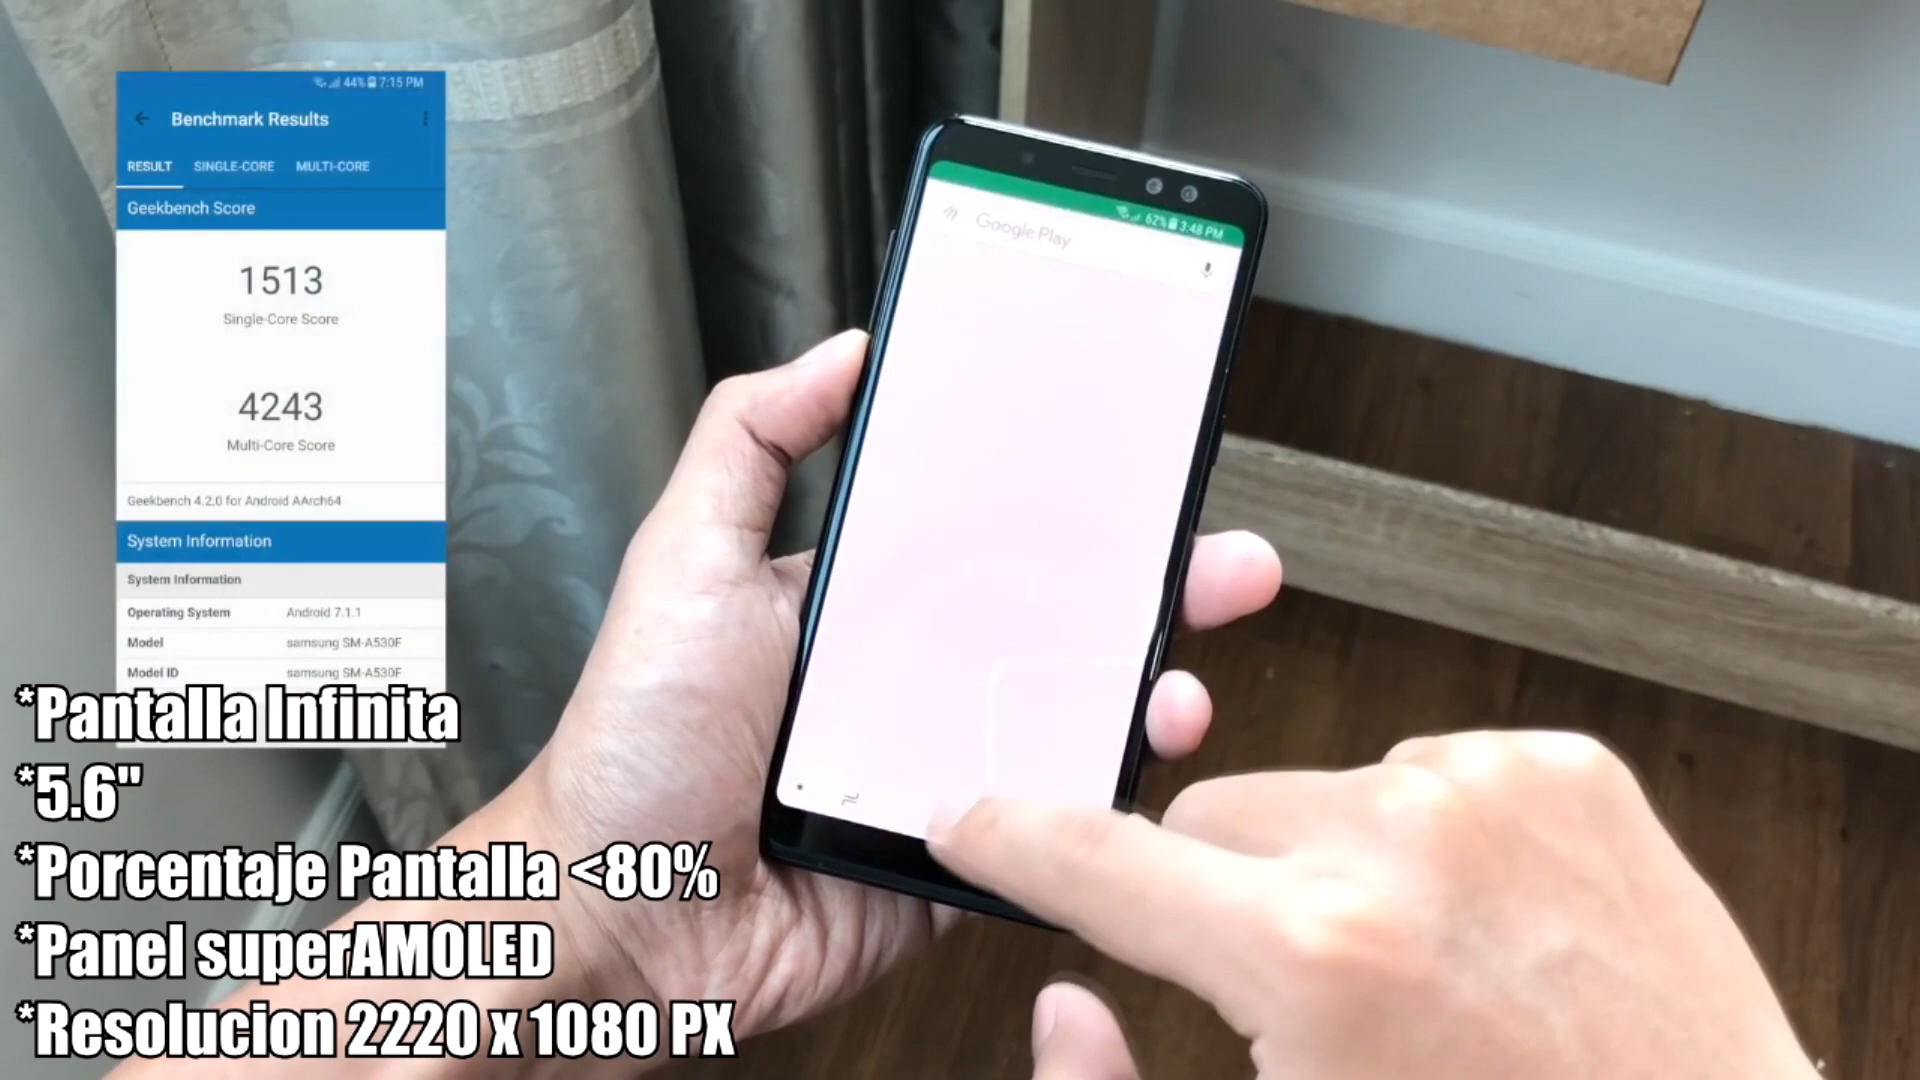 44% 7:15 PM
Benchmark Results
RESULT SINGLE-CORE MULTI-CORE
Geekbench Score
1513
Single-Core Score
4243
Multi-Core Score
Geekbench 4.2.0 for Android AArch64
System Information
System Information
Operating System Android 7.1.1
Model samsung SM-A530F
Model ID samsung SM-A530F
*Pantalla Infinita
*5.6"
*Porcentaje Pantalla <80%
*Panel superAMOLED
*Resolucion 2220 x 1080 PX
62% 3:48 PM
Google Play